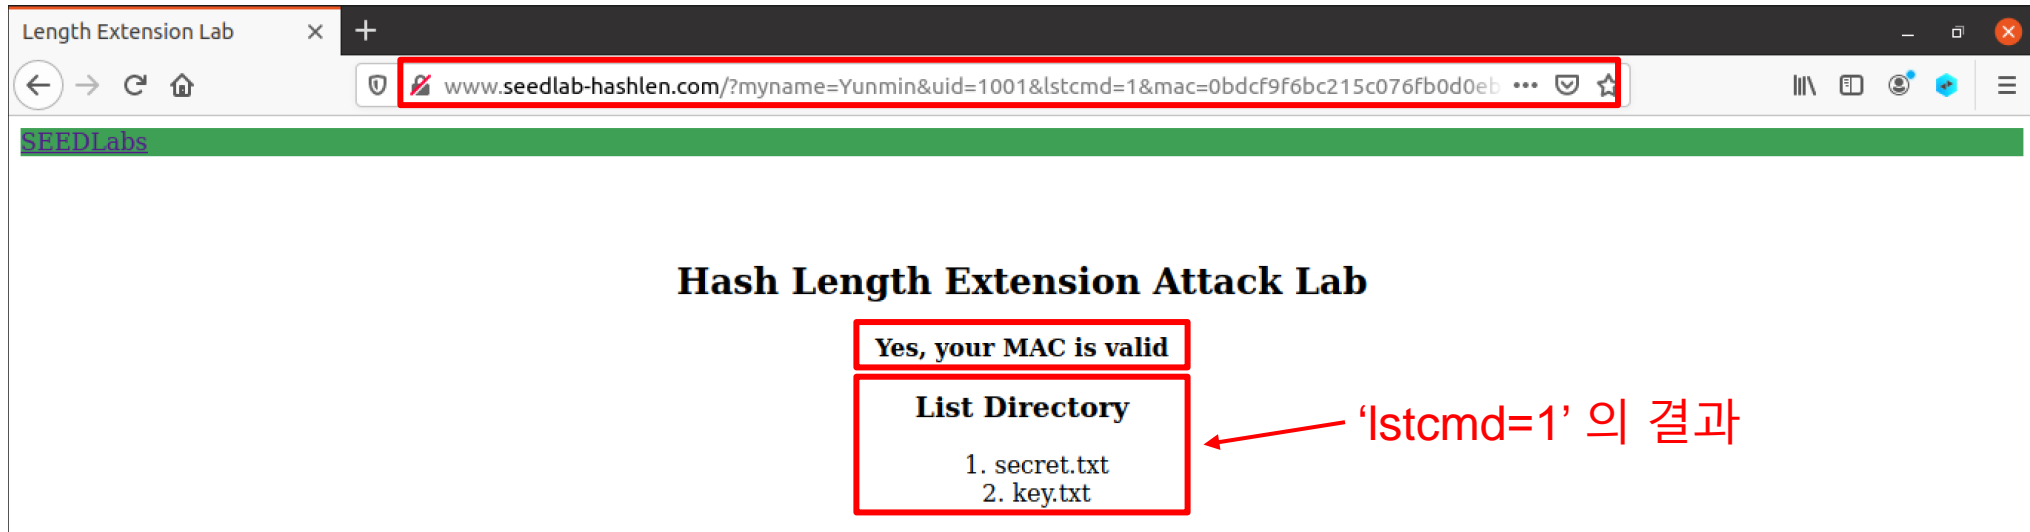 Length Extension Lab
www.seedlab-hashlen.com/?myname=Yunmin&uid=1001&lstcmd=1&mac=0bdcf9f6bc215c076fb0d0eb
SEEDLabs
Hash Length Extension Attack Lab
Yes, your MAC is valid
List Directory
‘lstcmd=1’ 의 결과
1. secret.txt
2. key.txt